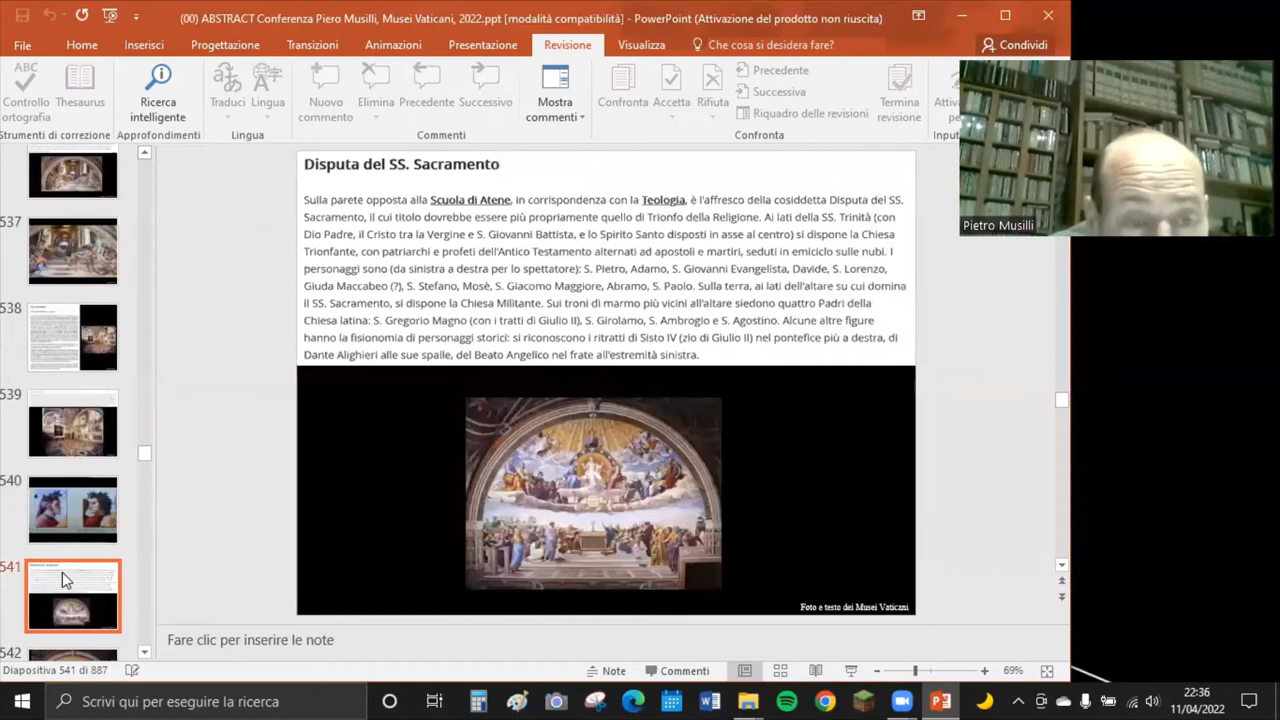 (00) ABSTRACT Conferenza Piero Musilli, Musei Vaticani, 2022.ppt [modalità compatibilità] - PowerPoint (Attivazione del prodotto non riuscita)
File Home Inserisci Progettazione Transizioni Animazioni Presentazione Revisione Visualizza Che cosa si desidera fare? Condividi
ABC
Controllo ortografia
Thesaurus
Ricerca intelligente
Traduci
Lingua
Nuovo commento
Elimina
Precedente
Successivo
Mostra commenti
Confronta
Accetta
Rifiuta
Precedente
Successiva
Riquadro delle revisioni
Termina revisione
Strumenti di correzione Approfondimenti Lingua Commenti Confronta
Pietro Musilli
537
538
539
540
541
542
Disputa del SS. Sacramento
Sulla parete opposta alla Scuola di Atene, in corrispondenza con la Teologia, è l'affresco della cosiddetta Disputa del SS.
Sacramento, il cui titolo dovrebbe essere più propriamente quello di Trionfo della Religione. Ai lati della SS. Trinità (con
Dio Padre, il Cristo tra la Vergine e S. Giovanni Battista, e lo Spirito Santo disposti in asse al centro) si dispone la Chiesa
Trionfante, con patriarchi e profeti dell'Antico Testamento alternati ad apostoli e martiri, seduti in emiciclo sulle nubi. I
personaggi sono (da sinistra a destra per lo spettatore): S. Pietro, Adamo, S. Giovanni Evangelista, Davide, S. Lorenzo,
Giuda Maccabeo (?), S. Stefano, Mosè, S. Giacomo Maggiore, Abramo, S. Paolo. Sulla terra, ai lati dell'altare su cui domina
il SS. Sacramento, si dispone la Chiesa Militante. Sui troni di marmo più vicini all'altare siedono quattro Padri della
Chiesa latina: S. Gregorio Magno (con i tratti di Giulio II), S. Girolamo, S. Ambrogio e S. Agostino. Alcune altre figure
hanno la fisionomia di personaggi storici: si riconoscono i ritratti di Sisto IV (zio di Giulio II) nel pontefice più a destra, di
Dante Alighieri alle sue spalle, del Beato Angelico nel frate all'estremità sinistra.
Foto e testo dei Musei Vaticani
Fare clic per inserire le note
Diapositiva 541 di 887 Note Commenti 69%
Scrivi qui per eseguire la ricerca
22:36
11/04/2022